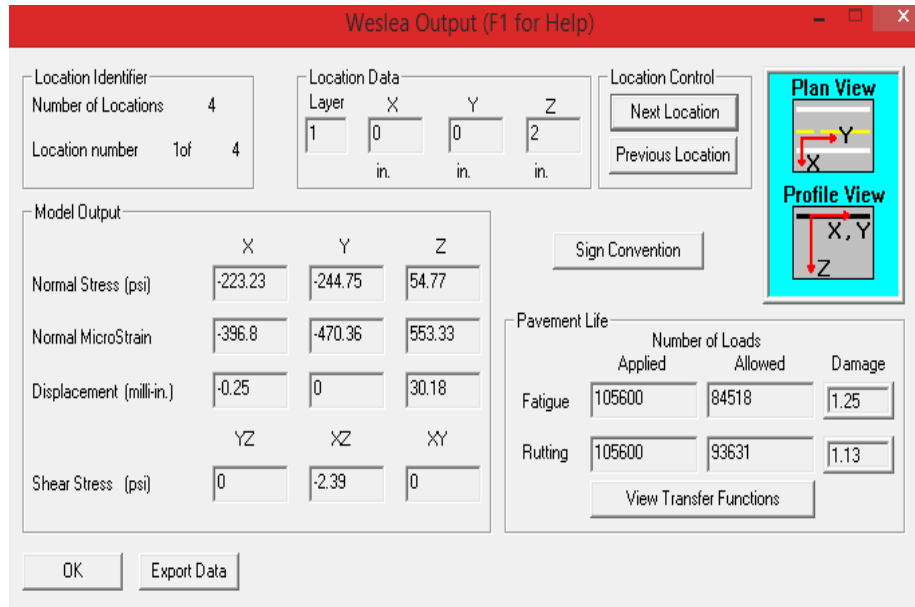 Weslea Output (F1 for Help)
Location Identifier
Number of Locations 4
Location number 1of 4
Location Data
Layer X Y Z
1 0 0 2
in. in. in.
Location Control
Next Location
Previous Location
Plan View
Y
X
Profile View
X, Y
Z
Model Output
X Y Z
Normal Stress (psi) -223.23 -244.75 54.77
Normal MicroStrain -396.8 -470.36 553.33
Displacement (milli-in.) -0.25 0 30.18
YZ XZ XY
Shear Stress (psi) 0 -2.39 0
Sign Convention
Pavement Life
Number of Loads
Applied Allowed Damage
Fatigue 105600 84518 1.25
Rutting 105600 93631 1.13
View Transfer Functions
OK Export Data